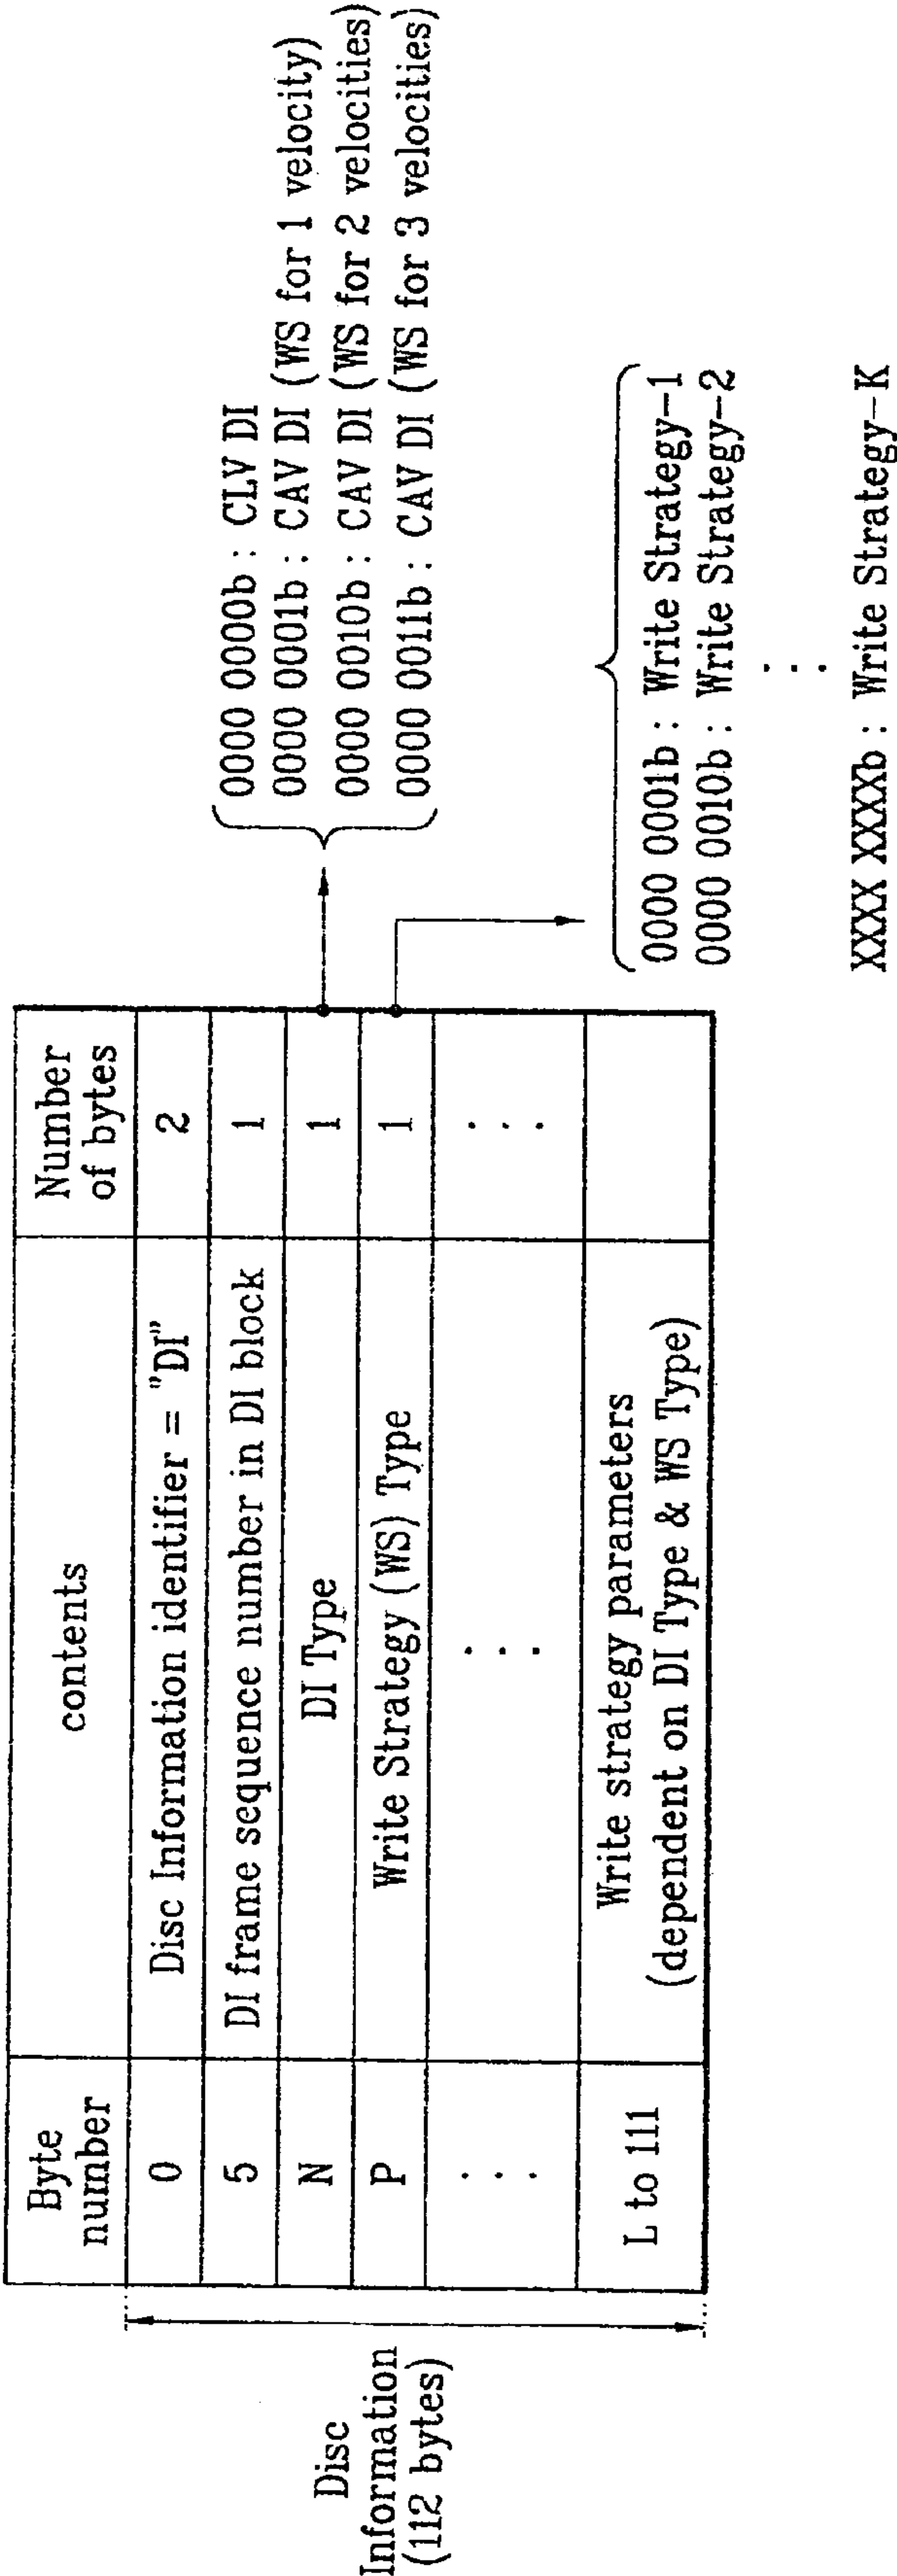 Disc
Information
(112 bytes)
Byte
number
contents
Number
of bytes
0
Disc Information identifier = "DI"
2
5
DI frame sequence number in DI block
1
N
DI Type
1
P
Write Strategy (WS) Type
1
. . .
. . .
. . .
L to 111
Write strategy parameters
(dependent on DI Type & WS Type)
0000 0000b : CLV DI
0000 0001b : CAV DI (WS for 1 velocity)
0000 0010b : CAV DI (WS for 2 velocities)
0000 0011b : CAV DI (WS for 3 velocities)
0000 0001b : Write Strategy-1
0000 0010b : Write Strategy-2
. . .
XXXX XXXXb : Write Strategy-K